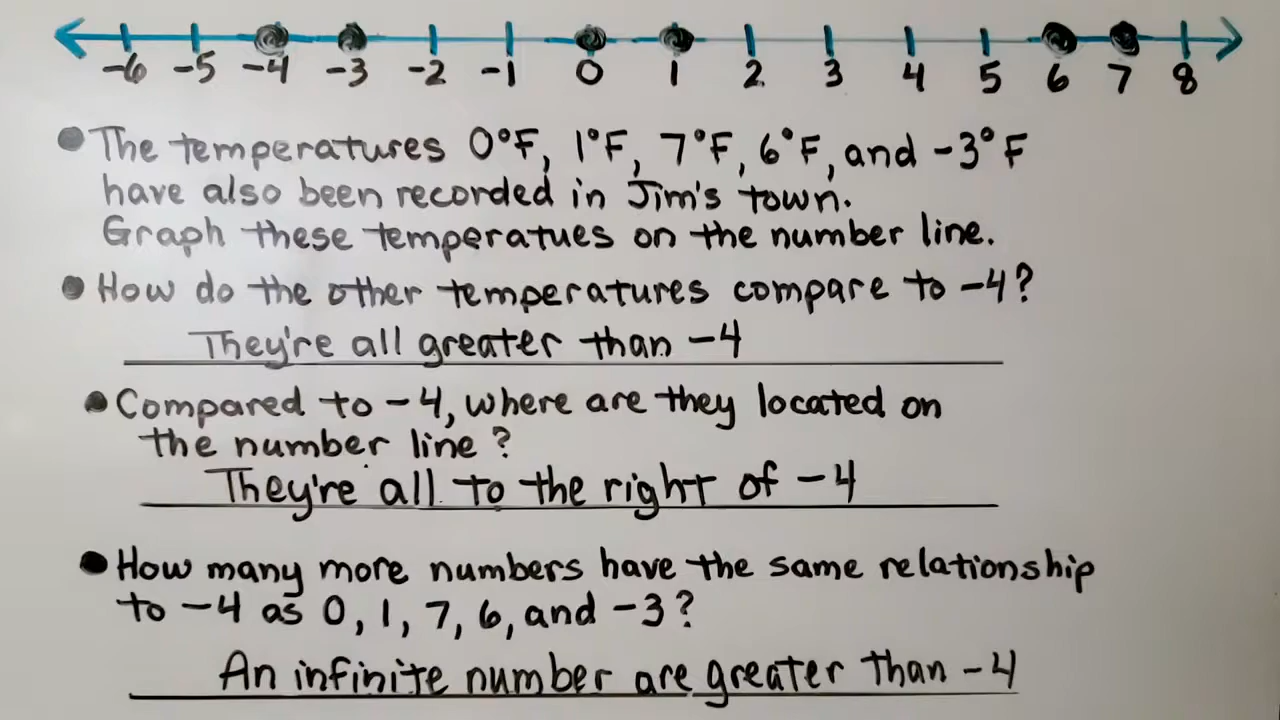 -6 -5 -4 -3 -2 -1 0 1 2 3 4 5 6 7 8
• The temperatures 0°F, 1°F, 7°F, 6°F, and -3°F
have also been recorded in Jim's town.
Graph these temperatues on the number line.
• How do the other temperatures compare to -4?
They're all greater than -4
• Compared to -4, where are they located on
the number line?
They're all to the right of -4
• How many more numbers have the same relationship
to -4 as 0, 1, 7, 6, and -3?
An infinite number are greater than -4